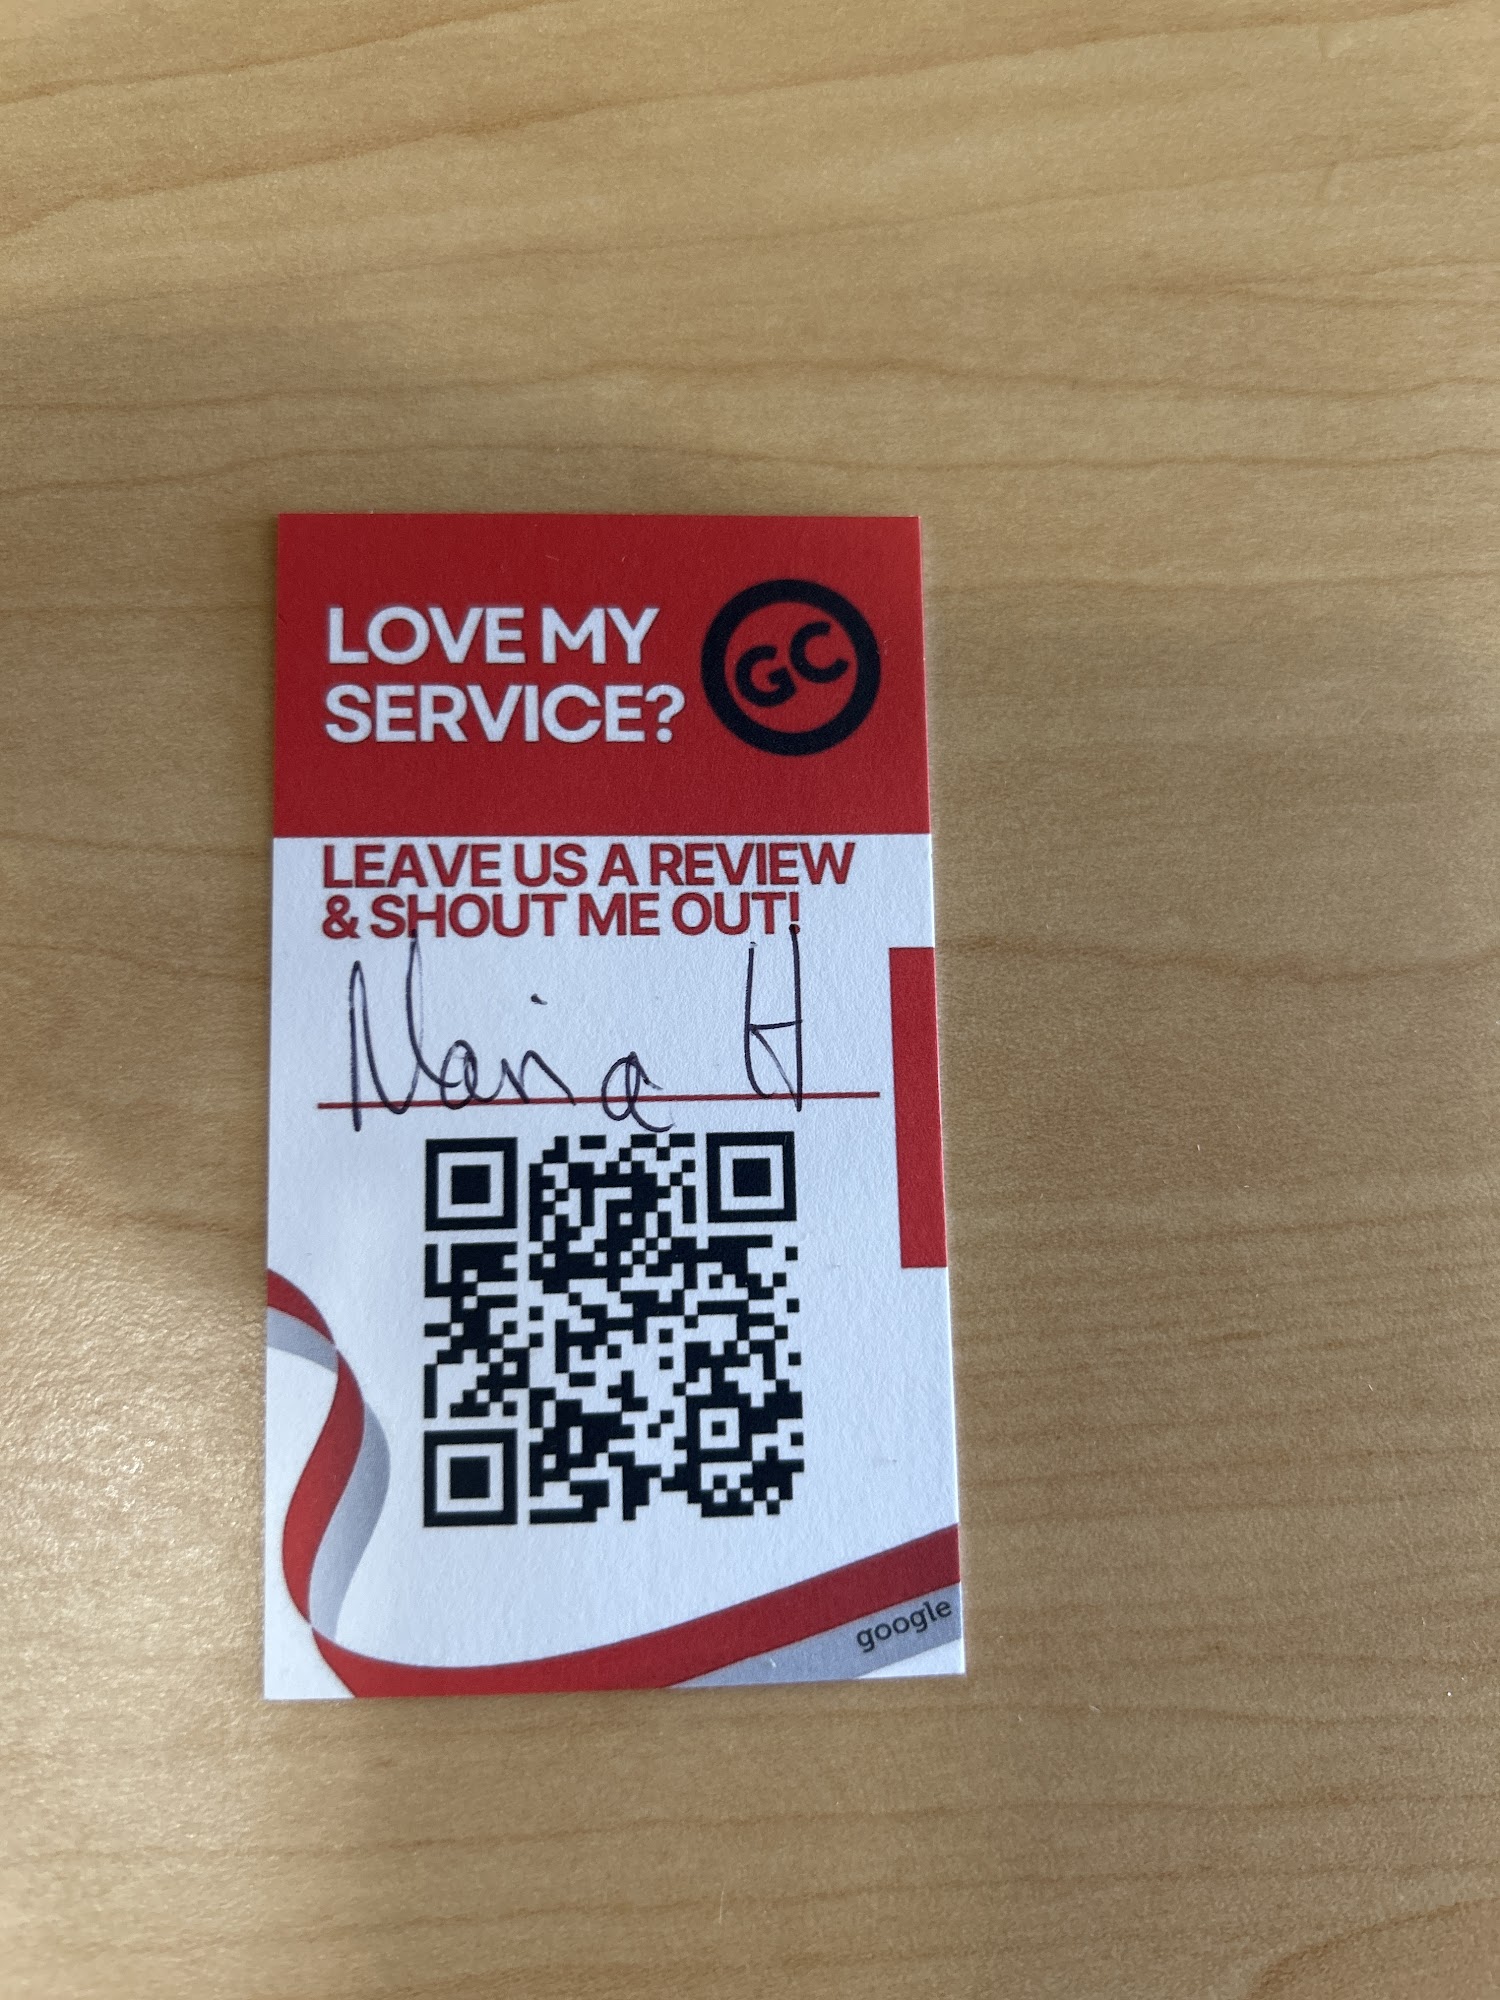 LOVE MY
SERVICE?
GC
LEAVE US A REVIEW
& SHOUT ME OUT!
Maria H
google